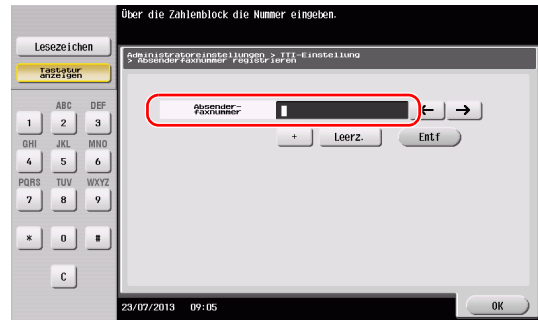 Über die Zahlenblock die Nummer eingeben.
Lesezeichen
Administratoreinstellungen > TTI-Einstellung
> Absenderfaxnummer registrieren
Tastatur
anzeigen
Absender-
faxnummer
← →
+ Leerz. Entf
ABC DEF
1 2 3
GHI JKL MNO
4 5 6
PQRS TUV WXYZ
7 8 9
* 0 #
C
23/07/2013 09:05
OK